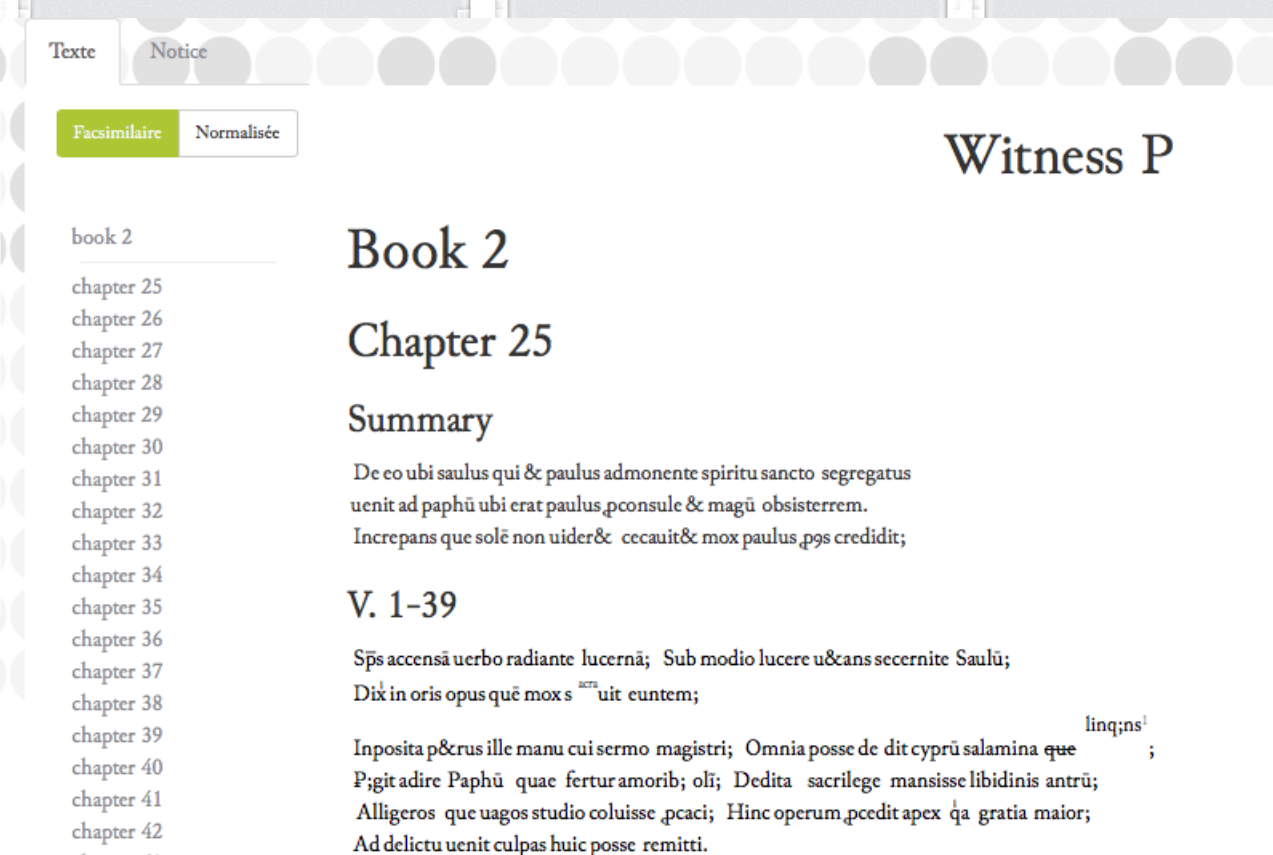 Texte
Notice
Facsimilaire
Normalisée
Witness P
book 2
chapter 25
chapter 26
chapter 27
chapter 28
chapter 29
chapter 30
chapter 31
chapter 32
chapter 33
chapter 34
chapter 35
chapter 36
chapter 37
chapter 38
chapter 39
chapter 40
chapter 41
chapter 42
Book 2
Chapter 25
Summary
De eo ubi saulus qui & paulus admonente spiritu sancto segregatus
uenit ad paphū ubi erat paulus ꝓconsule & magū obsisterrem.
Increpans que solē non uider& cecauit& mox paulus ꝓp9s credidit;
V. 1-39
Sp̄s accensā uerbo radiante lucernā; Sub modio lucere u&ans secernite Saulū;
Dixͥ in oris opus quē mox s acra uit euntem;
linq;ns¹
Inposita p&rus ille manu cui sermo magistri; Omnia posse de dit cyprū salamina que ;
P;git adire Paphū quae fertur amorib; olī; Dedita sacrilege mansisse libidinis antrū;
Alligeros que uagos studio coluisse ꝓcaci; Hinc operum ꝓcedit apex qͥa gratia maior;
Ad delictu uenit culpas huic posse remitti.